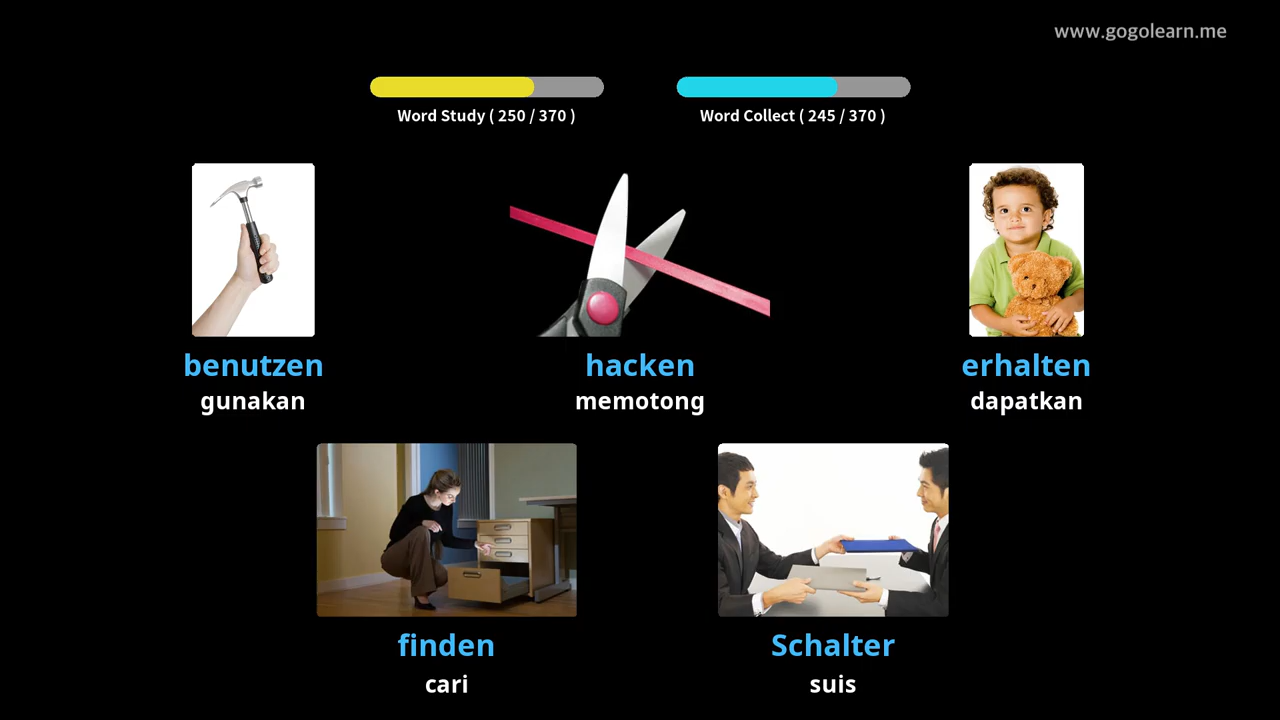 www.gogolearn.me
Word Study ( 250 / 370 )
Word Collect ( 245 / 370 )
benutzen
gunakan
hacken
memotong
erhalten
dapatkan
finden
cari
Schalter
suis